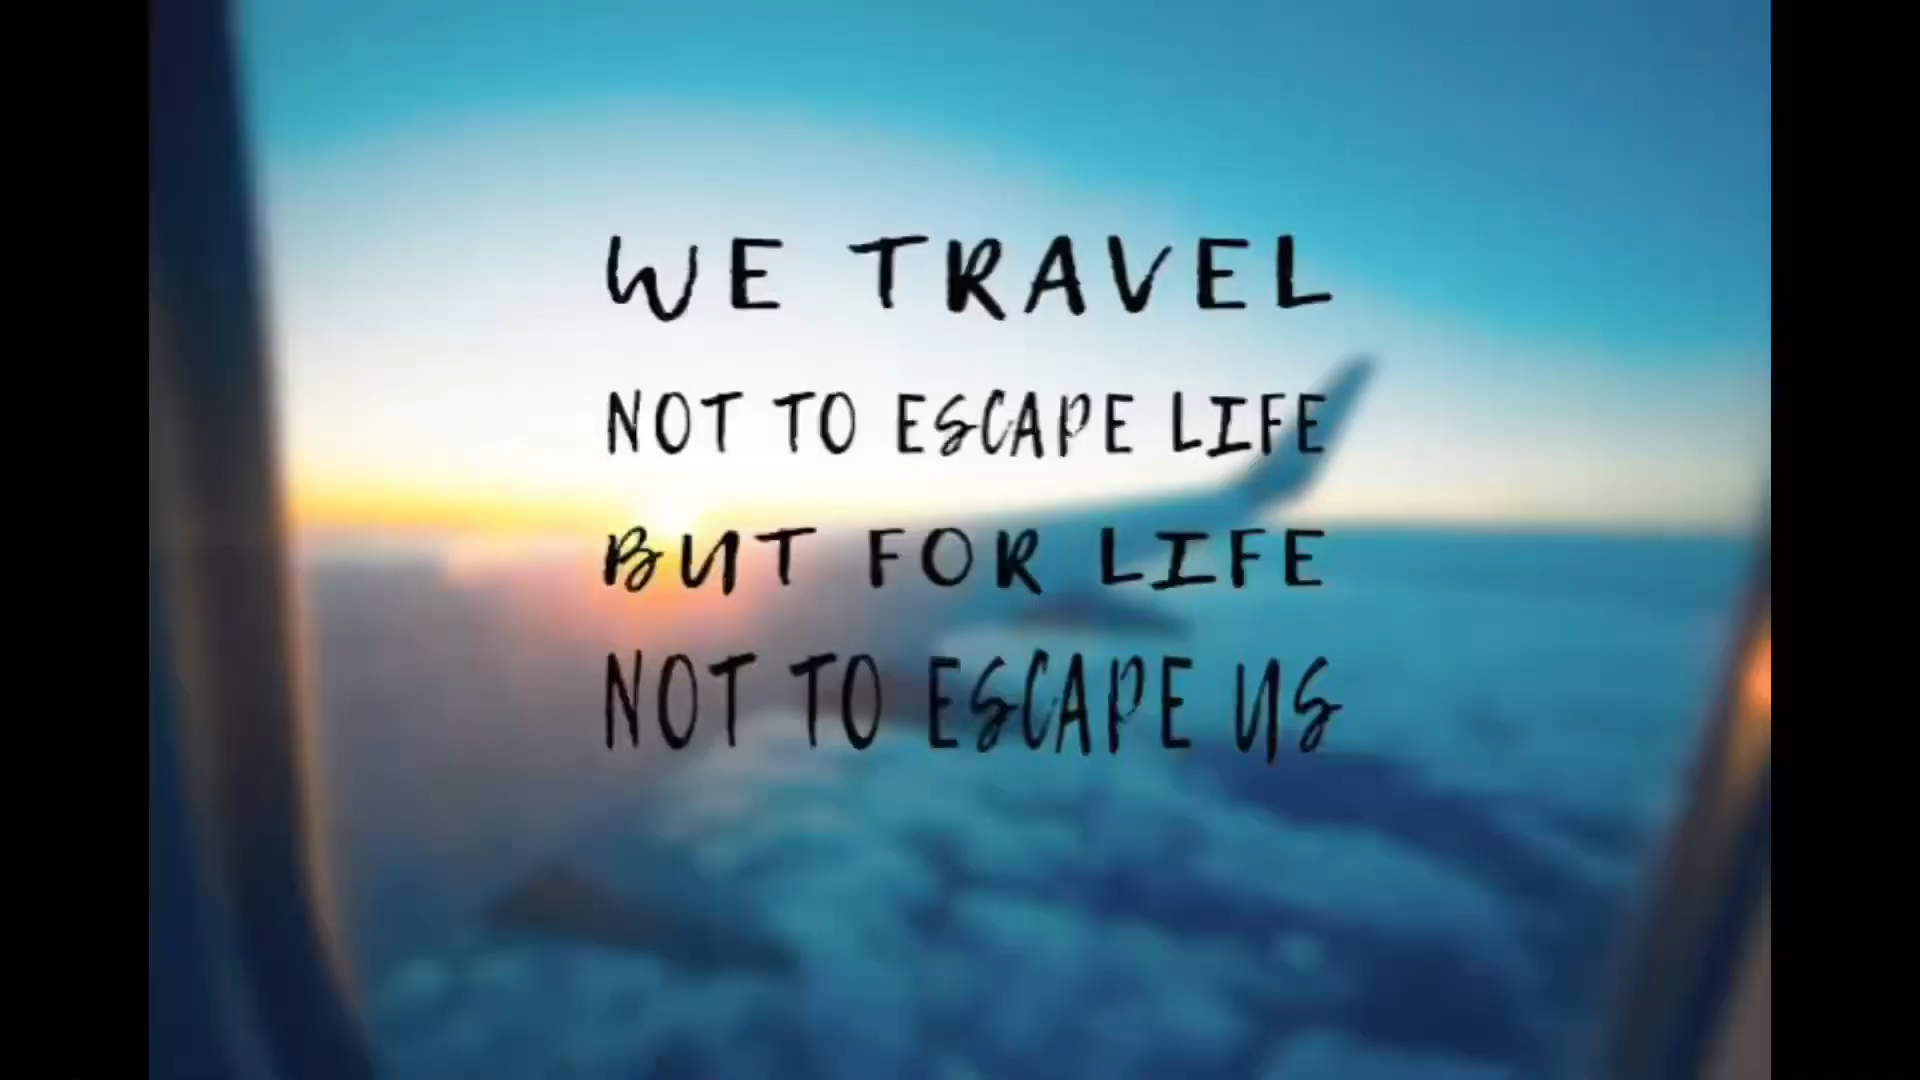 WE TRAVEL
NOT TO ESCAPE LIFE
BUT FOR LIFE
NOT TO ESCAPE US